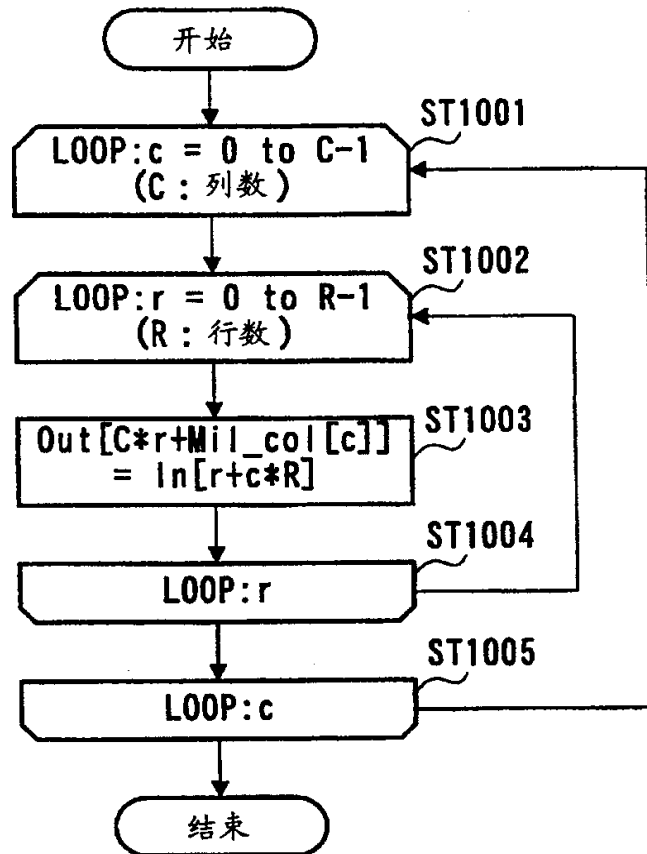 开始
ST1001
LOOP:c = 0 to C-1
(C:列数)
ST1002
LOOP:r = 0 to R-1
(R:行数)
ST1003
Out[C*r+Mil_col[c]]
= In[r+c*R]
ST1004
LOOP:r
ST1005
LOOP:c
结束